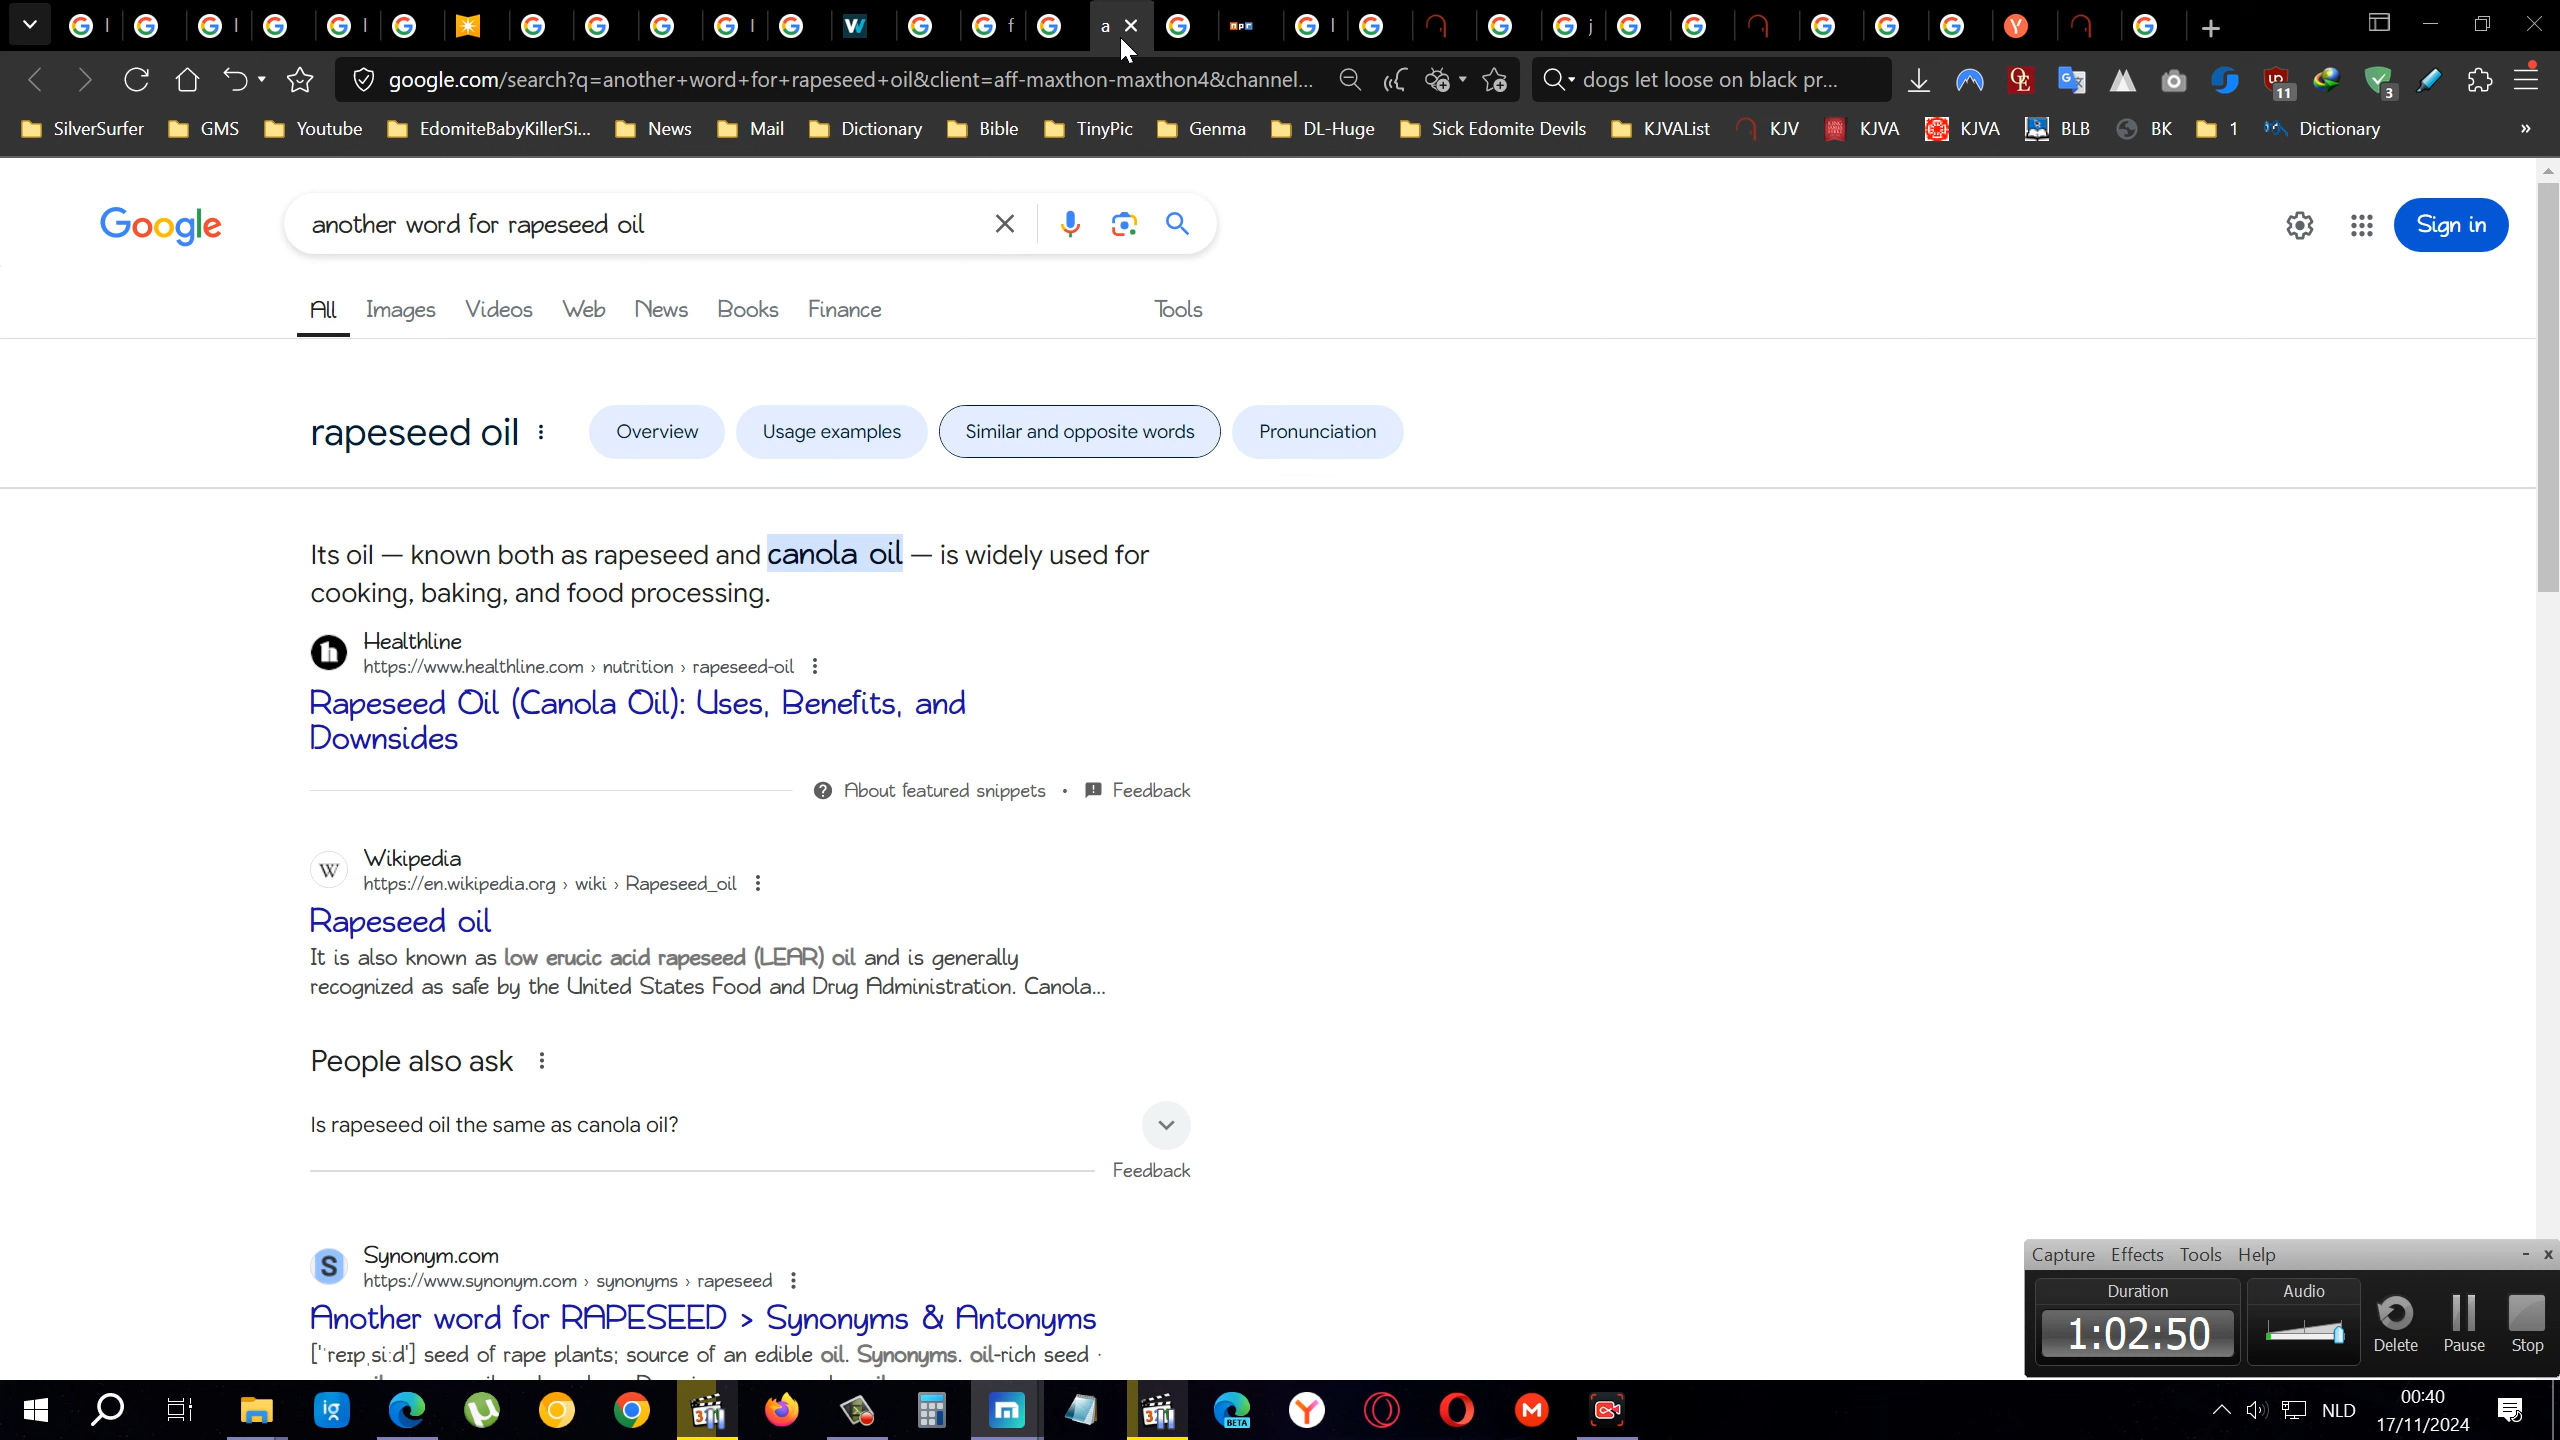 a
google.com/search?q=another+word+for+rapeseed+oil&client=aff-maxthon-maxthon4&channel...
dogs let loose on black pr...
11
3
SilverSurfer
GMS
Youtube
EdomiteBabyKillerSi...
News
Mail
Dictionary
Bible
TinyPic
Genma
DL-Huge
Sick Edomite Devils
KJVAList
KJV
KJVA
KJVA
BLB
BK
1
Dictionary
»
Google
another word for rapeseed oil
Sign in
All Images Videos Web News Books Finance Tools
rapeseed oil
Overview
Usage examples
Similar and opposite words
Pronunciation
Its oil — known both as rapeseed and canola oil — is widely used for
cooking, baking, and food processing.
Healthline
https://www.healthline.com › nutrition › rapeseed-oil
Rapeseed Oil (Canola Oil): Uses, Benefits, and
Downsides
About featured snippets • Feedback
Wikipedia
https://en.wikipedia.org › wiki › Rapeseed_oil
Rapeseed oil
It is also known as low erucic acid rapeseed (LEAR) oil and is generally
recognized as safe by the United States Food and Drug Administration. Canola...
People also ask
Is rapeseed oil the same as canola oil?
Feedback
Synonym.com
https://www.synonym.com › synonyms › rapeseed
Another word for RAPESEED > Synonyms & Antonyms
['ˈreɪpˌsiːd'] seed of rape plants; source of an edible oil. Synonyms. oil-rich seed ·
Capture Effects Tools Help
Duration
1:02:50
Audio
Delete
Pause
Stop
NLD
00:40
17/11/2024